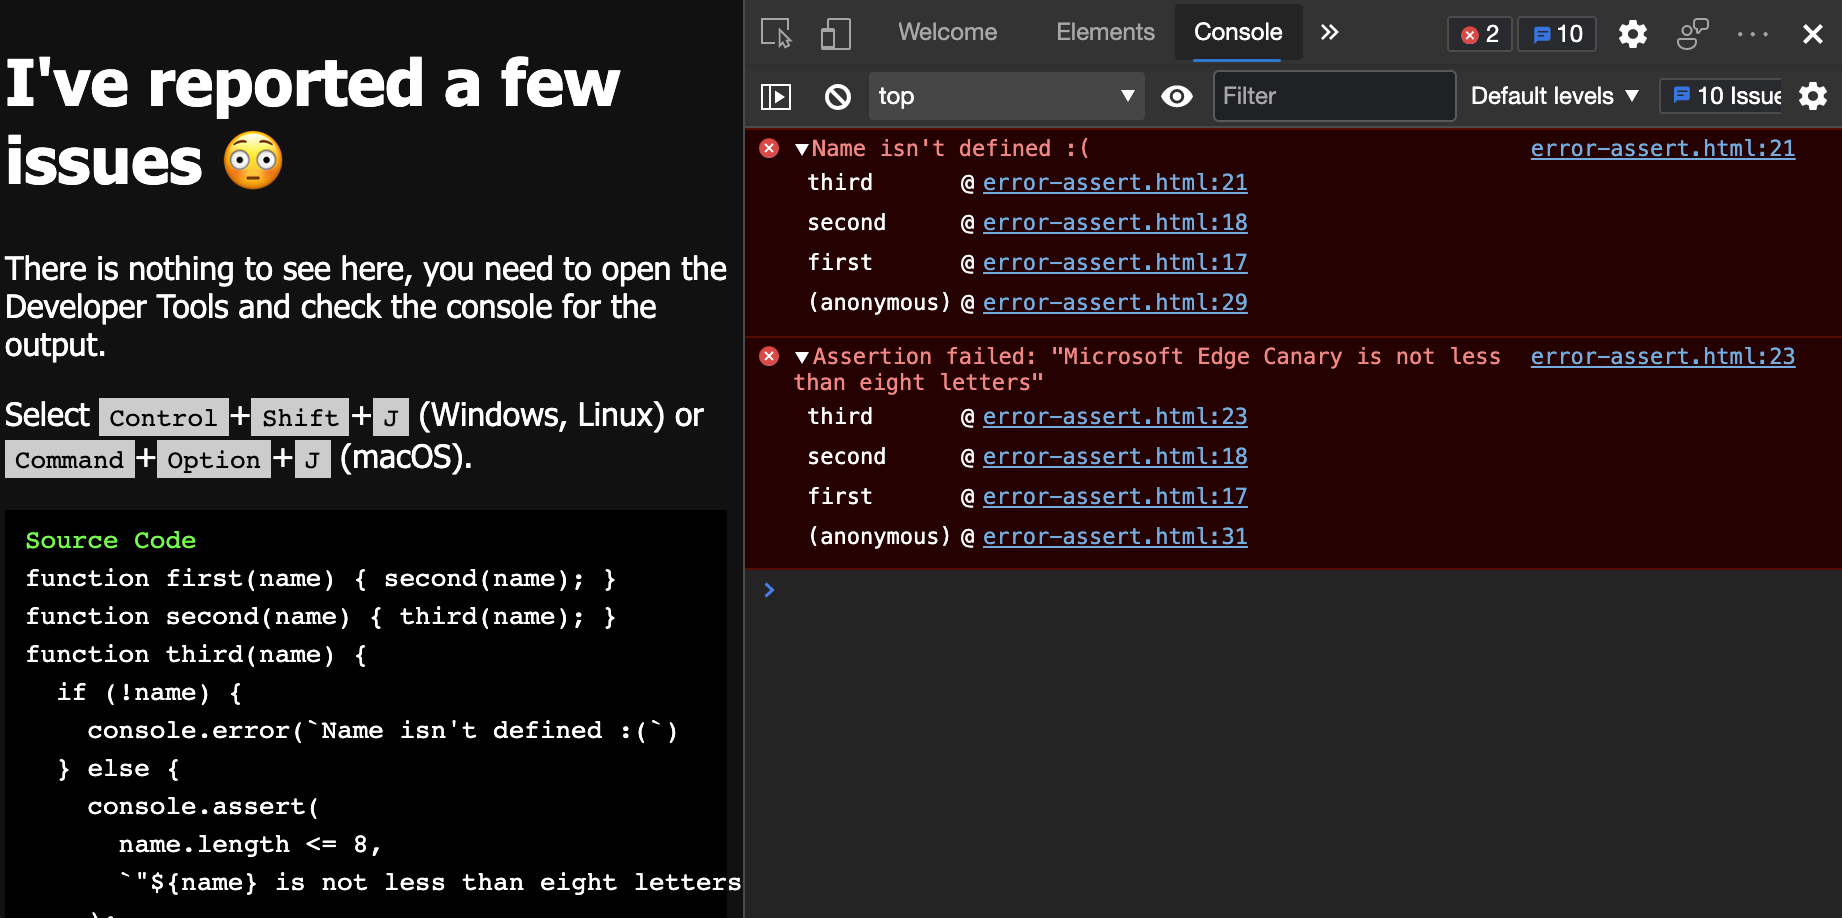 I've reported a few
issues 😳
There is nothing to see here, you need to open the
Developer Tools and check the console for the
output.
Select Control+Shift+J (Windows, Linux) or
Command+Option+J (macOS).
Source Code
function first(name) { second(name); }
function second(name) { third(name); }
function third(name) {
if (!name) {
console.error(`Name isn't defined :(`)
} else {
console.assert(
name.length <= 8,
`"${name} is not less than eight letters
);
Welcome Elements Console » 2 10
top Filter Default levels ▼ 10 Issue
▼Name isn't defined :( error-assert.html:21
third @ error-assert.html:21
second @ error-assert.html:18
first @ error-assert.html:17
(anonymous) @ error-assert.html:29
▼Assertion failed: "Microsoft Edge Canary is not less error-assert.html:23
than eight letters"
third @ error-assert.html:23
second @ error-assert.html:18
first @ error-assert.html:17
(anonymous) @ error-assert.html:31
>